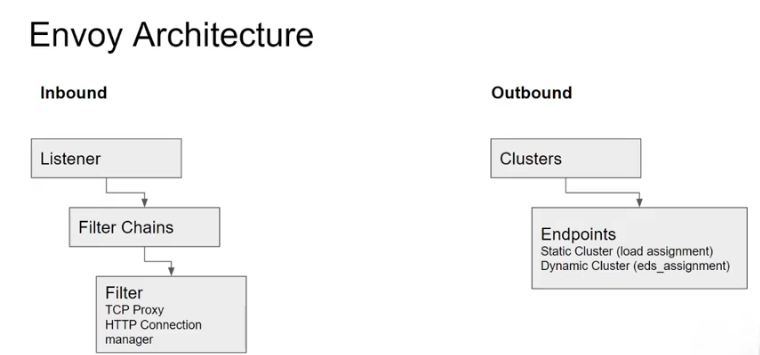 Envoy Architecture
Inbound
Listener
Filter Chains
Filter
TCP Proxy
HTTP Connection
manager
Outbound
Clusters
Endpoints
Static Cluster (load assignment)
Dynamic Cluster (eds_assignment)